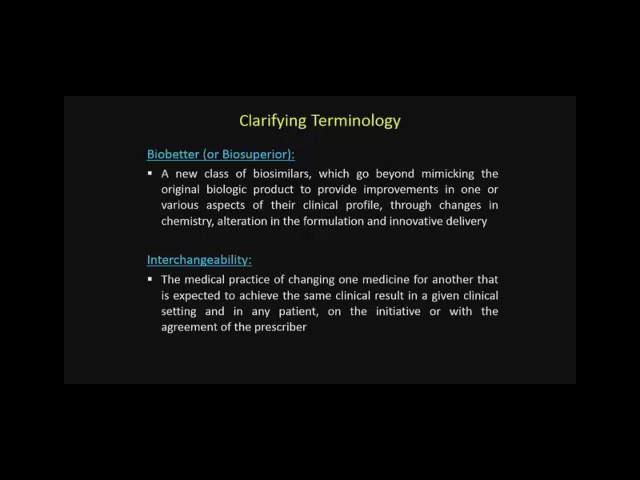 Clarifying Terminology
Biobetter (or Biosuperior):
▪ A new class of biosimilars, which go beyond mimicking the
original biologic product to provide improvements in one or
various aspects of their clinical profile, through changes in
chemistry, alteration in the formulation and innovative delivery
Interchangeability:
▪ The medical practice of changing one medicine for another that
is expected to achieve the same clinical result in a given clinical
setting and in any patient, on the initiative or with the
agreement of the prescriber